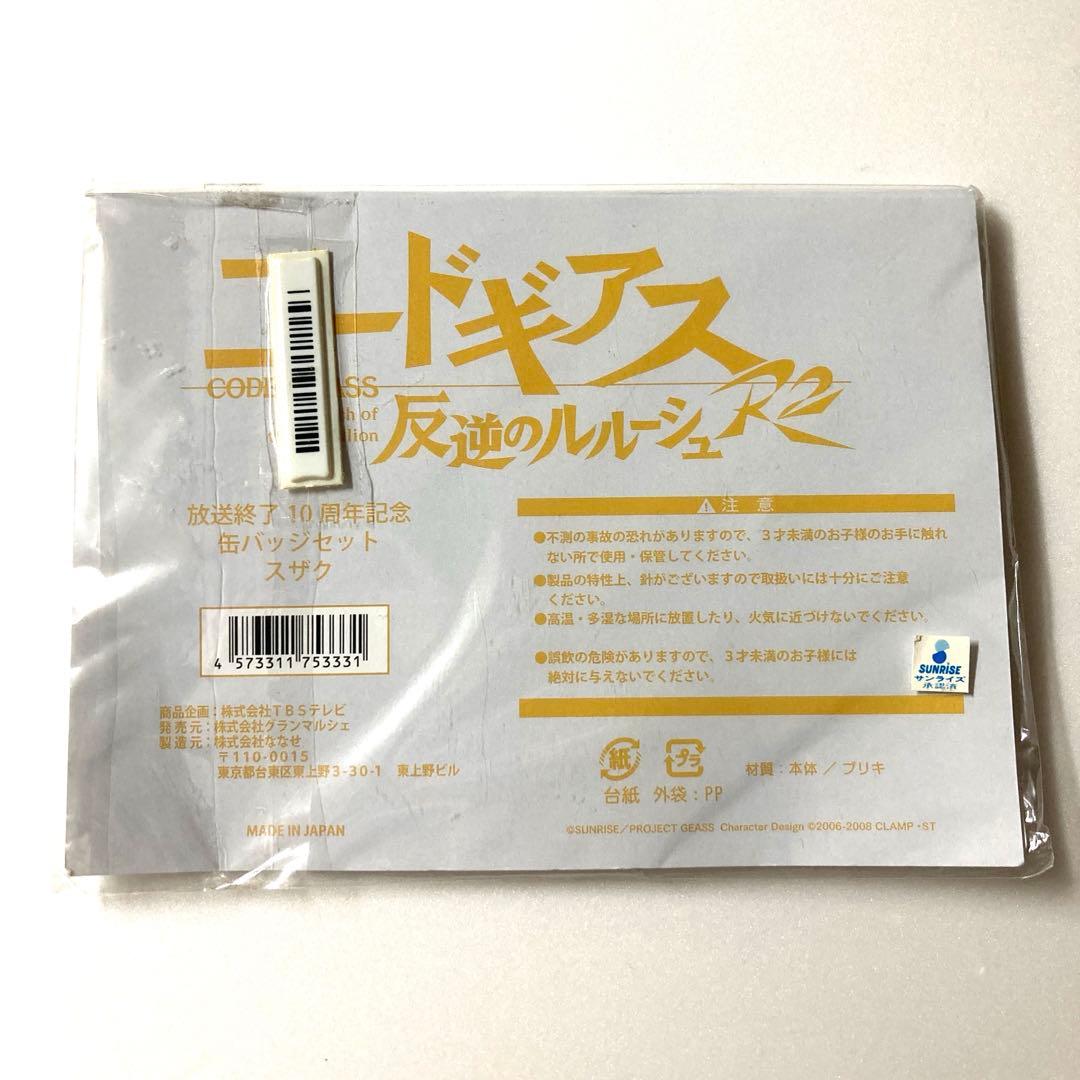 コードギアス
CODE ASS
of
lion
反逆のルルーシュ R2
放送終了 10 周年記念
缶バッジセット
スザク
4 573311 753331
商品企画：株式会社TBSテレビ
発売元：株式会社グランマルシェ
製造元：株式会社ななせ
〒110-0015
東京都台東区東上野3-30-1 東上野ビル
MADE IN JAPAN
⚠注 意
●不測の事故の恐れがありますので、3才未満のお子様のお手に触れ
ない所で使用・保管してください。
●製品の特性上、針がございますので取扱いには十分にご注意
ください。
●高温・多湿な場所に放置したり、火気に近づけないでください。
●誤飲の危険がありますので、3才未満のお子様には
絶対に与えないでください。
SUNRISE
サンライズ
承認済
紙 プラ
台紙 外袋：PP
材質：本体 / ブリキ
©SUNRISE/PROJECT GEASS Character Design ©2006-2008 CLAMP・ST